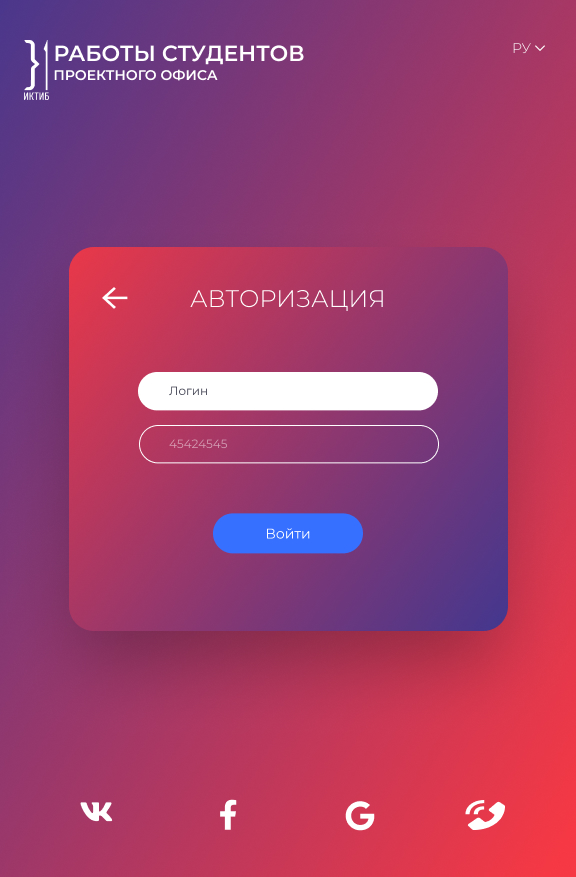 РАБОТЫ СТУДЕНТОВ
ПРОЕКТНОГО ОФИСА
ИКТИБ
РУ
АВТОРИЗАЦИЯ
Логин
45424545
Войти